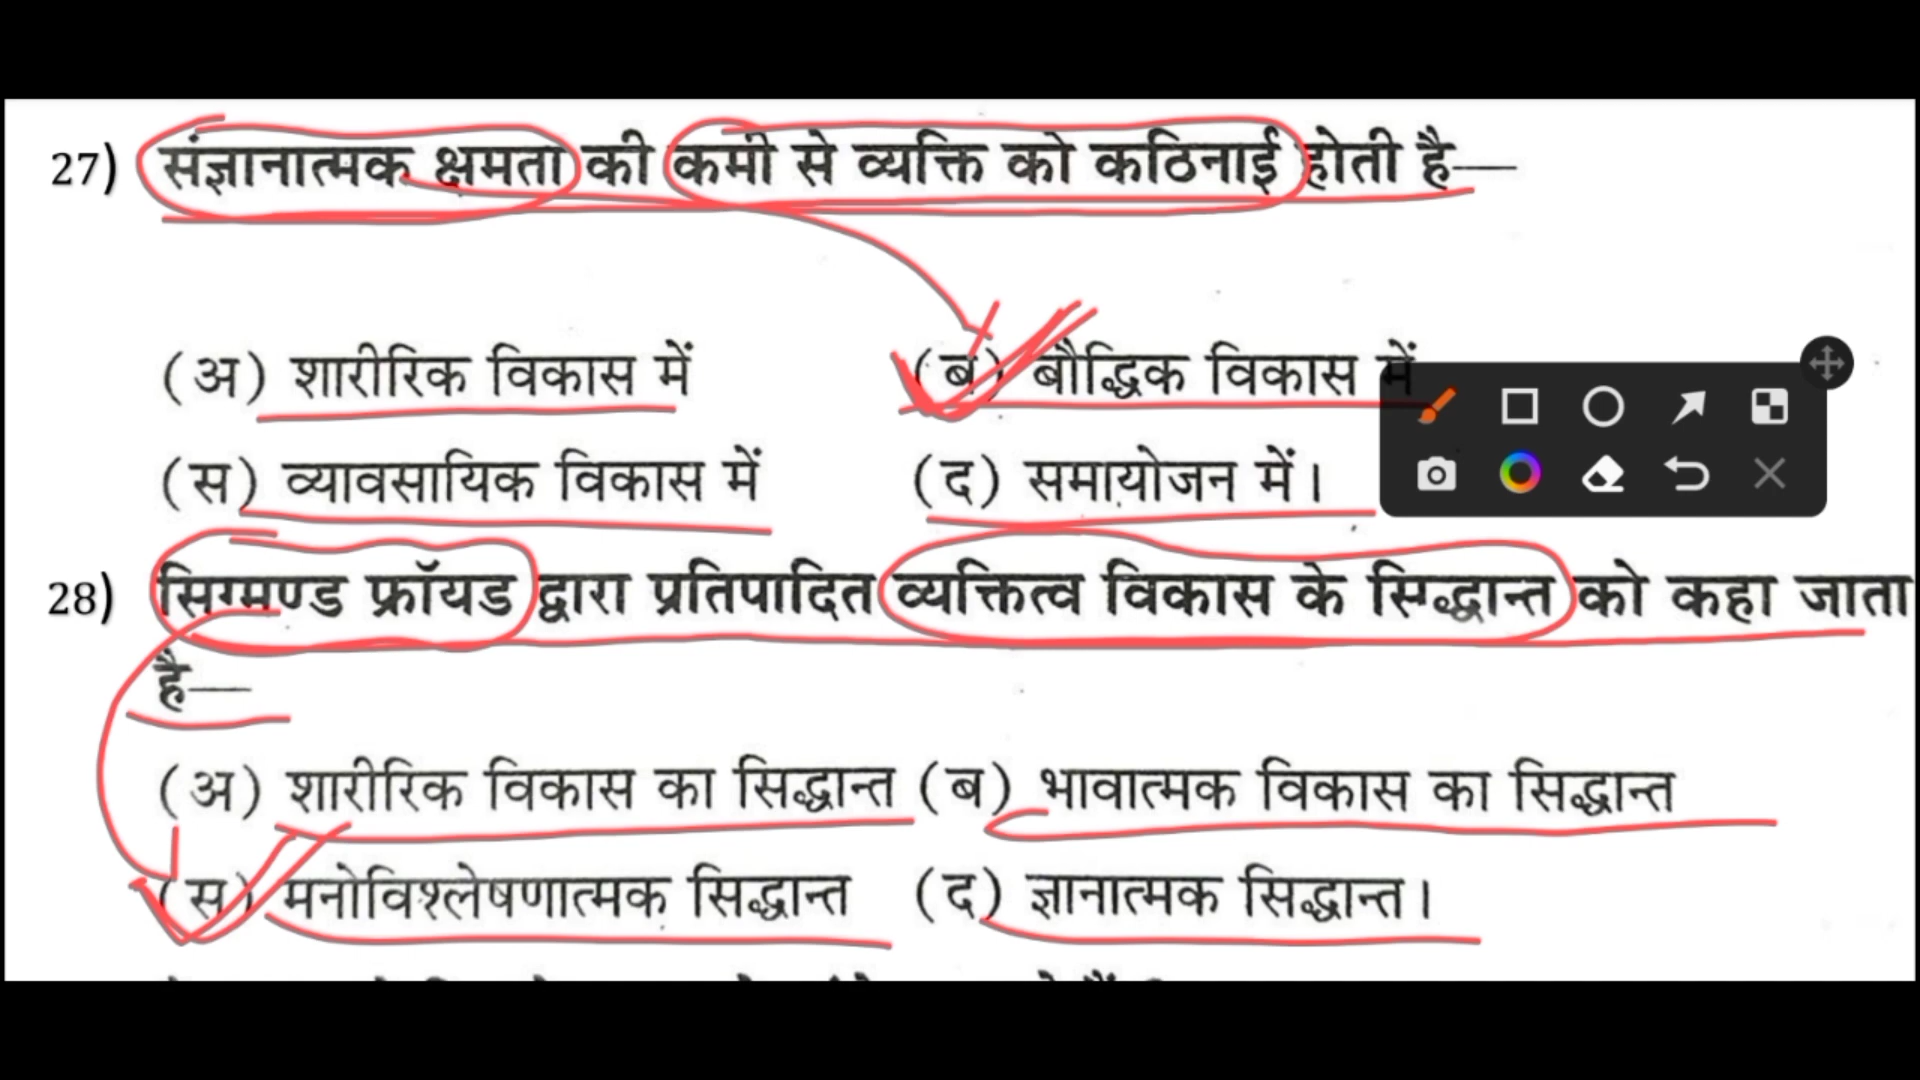 27) संज्ञानात्मक क्षमता की कमी से व्यक्ति को कठिनाई होती है—
(अ) शारीरिक विकास में (ब) बौद्धिक विकास में
(स) व्यावसायिक विकास में (द) समायोजन में।
28) सिग्मण्ड फ्रॉयड द्वारा प्रतिपादित व्यक्तित्व विकास के सिद्धान्त को कहा जाता
है—
(अ) शारीरिक विकास का सिद्धान्त (ब) भावात्मक विकास का सिद्धान्त
(स) मनोविश्लेषणात्मक सिद्धान्त (द) ज्ञानात्मक सिद्धान्त।